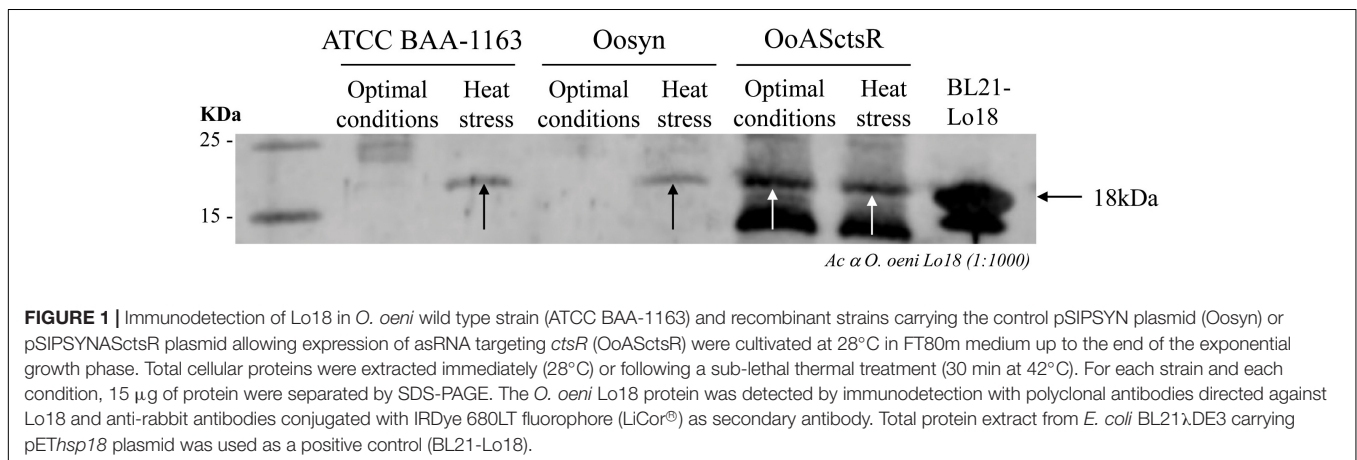 ATCC BAA-1163 Oosyn OoASctsR
Optimal conditions Heat stress Optimal conditions Heat stress Optimal conditions Heat stress BL21-Lo18
KDa
25 -
15 -
18kDa
Ac α O. oeni Lo18 (1:1000)
FIGURE 1 | Immunodetection of Lo18 in O. oeni wild type strain (ATCC BAA-1163) and recombinant strains carrying the control pSIPSYN plasmid (Oosyn) or
pSIPSYNASctsR plasmid allowing expression of asRNA targeting ctsR (OoASctsR) were cultivated at 28°C in FT80m medium up to the end of the exponential
growth phase. Total cellular proteins were extracted immediately (28°C) or following a sub-lethal thermal treatment (30 min at 42°C). For each strain and each
condition, 15 μg of protein were separated by SDS-PAGE. The O. oeni Lo18 protein was detected by immunodetection with polyclonal antibodies directed against
Lo18 and anti-rabbit antibodies conjugated with IRDye 680LT fluorophore (LiCor®) as secondary antibody. Total protein extract from E. coli BL21λDE3 carrying
pEThsp18 plasmid was used as a positive control (BL21-Lo18).